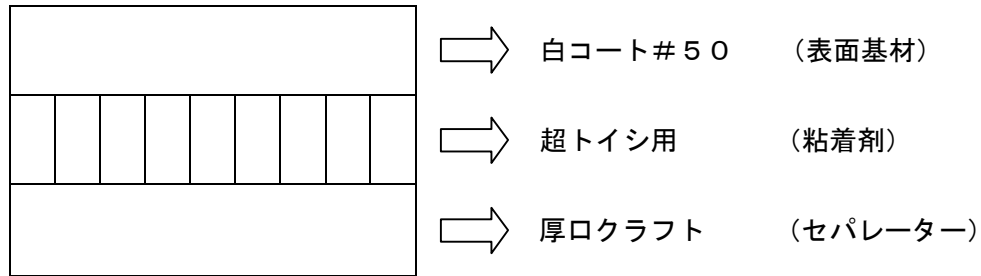 白コート＃５０　（表面基材）
超トイシ用　（粘着剤）
厚口クラフト　（セパレーター）